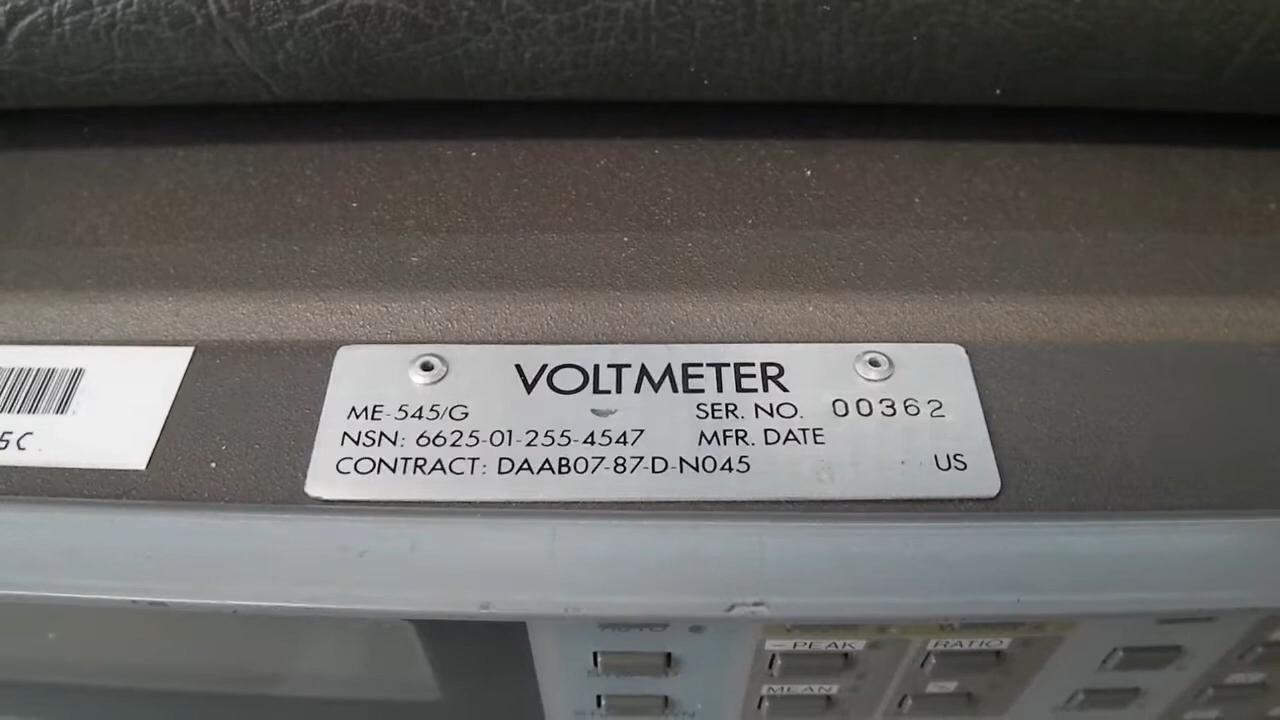 VOLTMETER
ME-545/G SER. NO. 00362
NSN: 6625-01-255-4547 MFR. DATE
CONTRACT: DAAB07-87-D-N045 US
5C
AUTO
-PEAK RATIO
MEAN %